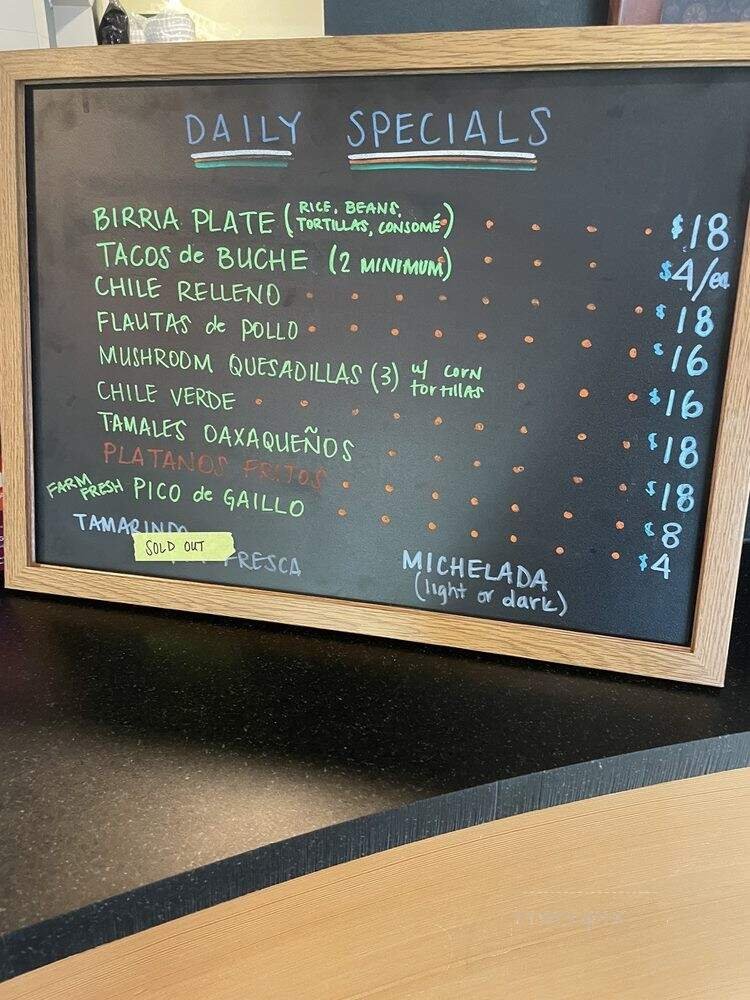 DAILY SPECIALS
BIRRIA PLATE (RICE, BEANS, TORTILLAS, CONSOMÉ) $18
TACOS de BUCHE (2 MINIMUM) $4/ea
CHILE RELLENO $18
FLAUTAS de POLLO $16
MUSHROOM QUESADILLAS (3) w/ CORN tortillas $16
CHILE VERDE $18
TAMALES OAXAQUEÑOS $18
PLATANOS FRITOS $8
FARM FRESH PICO de GAILLO $4
TAMARINDO
SOLD OUT
FRESCA
MICHELADA
(light or dark)